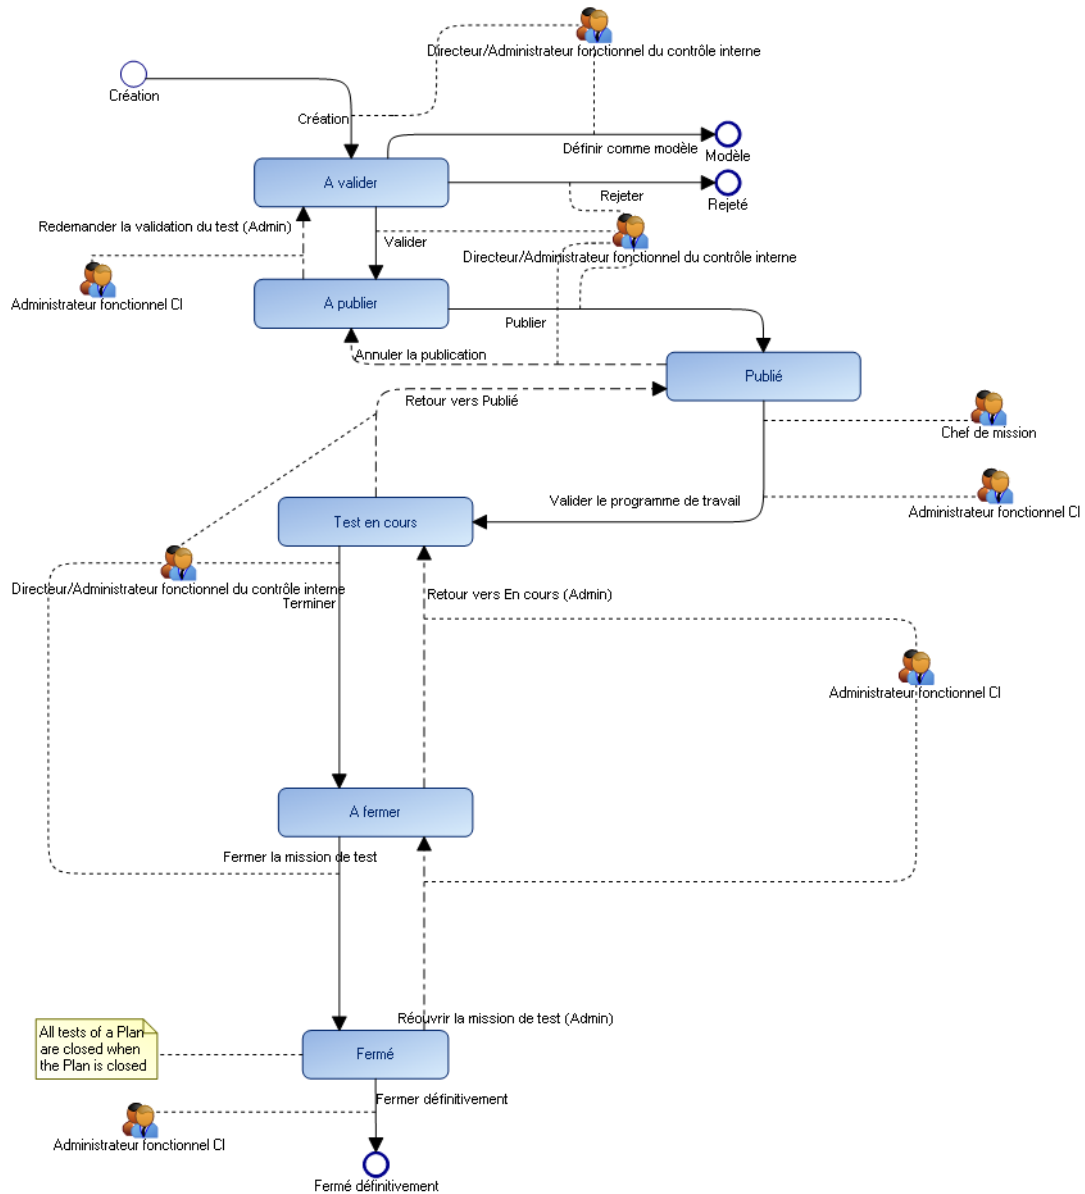 Directeur/Administrateur fonctionnel du contrôle interne
Création
Création
Définir comme modèle
Modèle
A valider
Rejeter
Rejeté
Redemander la validation du test (Admin)
Valider
Directeur/Administrateur fonctionnel du contrôle interne
Administrateur fonctionnel CI
A publier
Publier
Annuler la publication
Publié
Retour vers Publié
Chef de mission
Valider le programme de travail
Administrateur fonctionnel CI
Test en cours
Directeur/Administrateur fonctionnel du contrôle interne
Terminer
Retour vers En cours (Admin)
Administrateur fonctionnel CI
A fermer
Fermer la mission de test
Réouvrir la mission de test (Admin)
All tests of a Plan
are closed when
the Plan is closed
Fermé
Fermer définitivement
Administrateur fonctionnel CI
Fermé définitivement